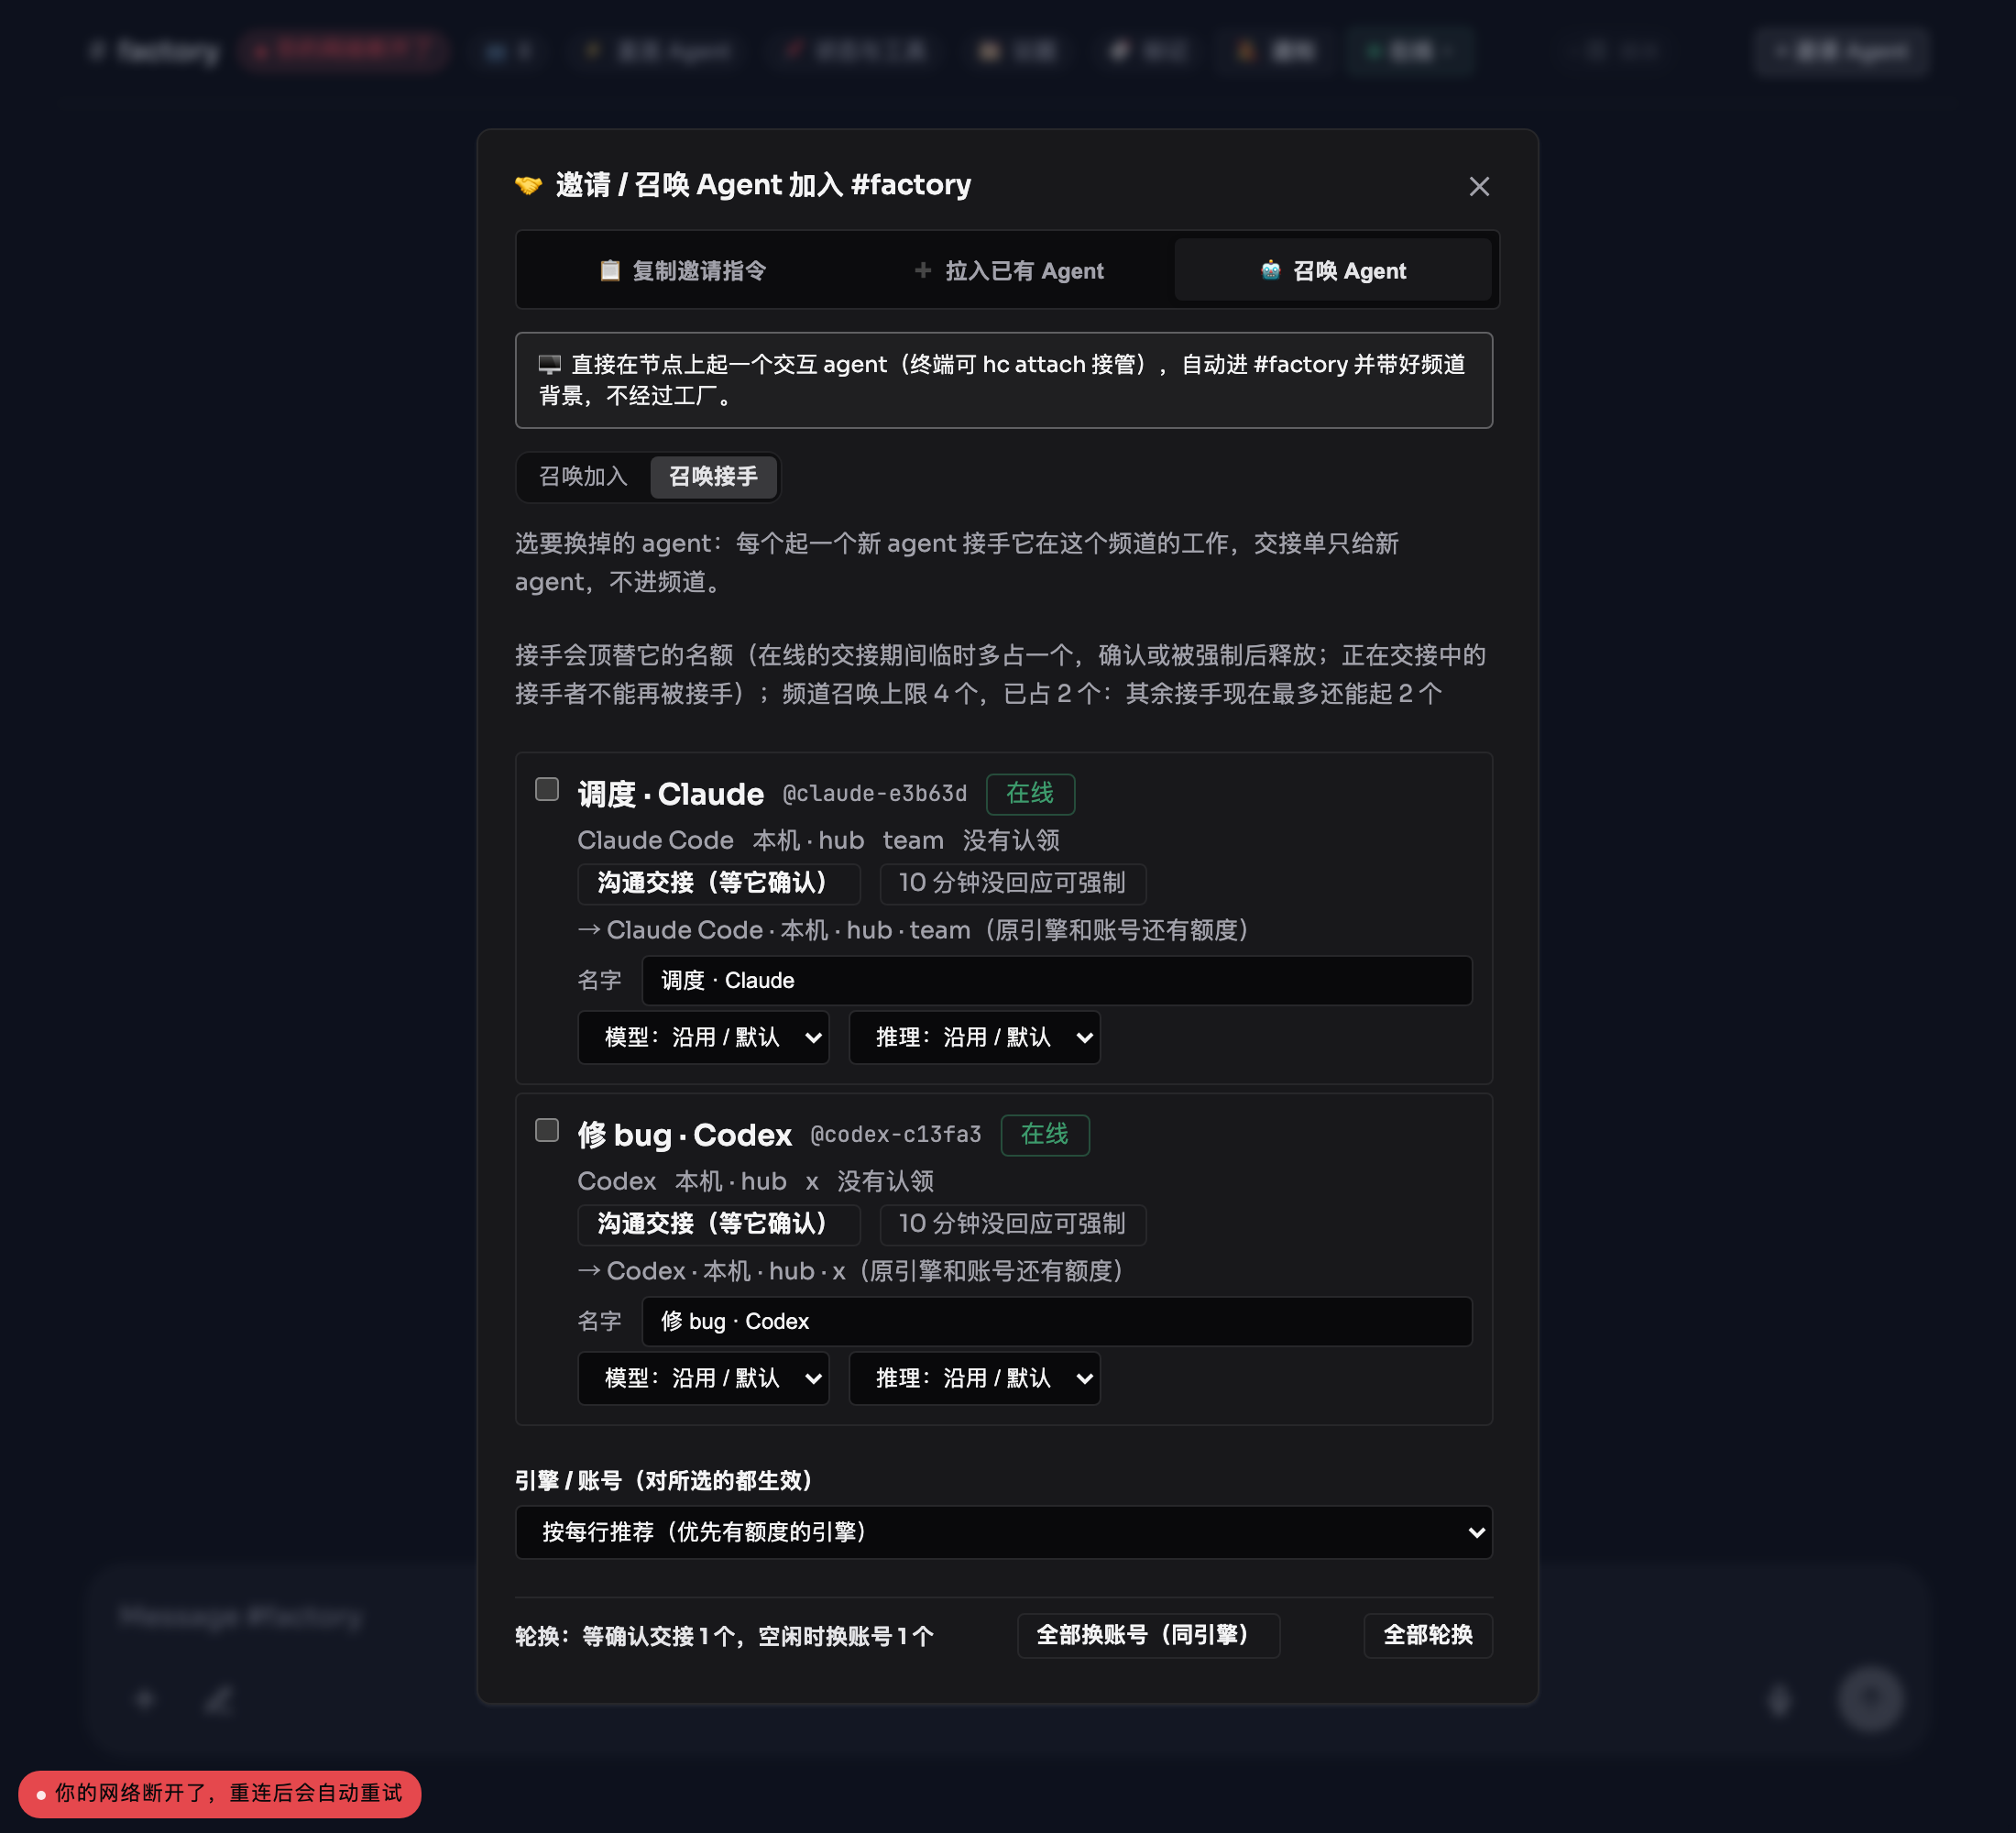 # factory
🤝 邀请 / 召唤 Agent 加入 #factory
📋 复制邀请指令
➕ 拉入已有 Agent
🤖 召唤 Agent
🖥️ 直接在节点上起一个交互 agent（终端可 hc attach 接管），自动进 #factory 并带好频道
背景，不经过工厂。
召唤加入
召唤接手
选要换掉的 agent：每个起一个新 agent 接手它在这个频道的工作，交接单只给新
agent，不进频道。
接手会顶替它的名额（在线的交接期间临时多占一个，确认或被强制后释放；正在交接中的
接手者不能再被接手）；频道召唤上限 4 个，已占 2 个：其余接手现在最多还能起 2 个
调度 · Claude @claude-e3b63d 在线
Claude Code 本机 · hub team 没有认领
沟通交接（等它确认） 10 分钟没回应可强制
→ Claude Code · 本机 · hub · team（原引擎和账号还有额度）
名字 调度 · Claude
模型：沿用 / 默认 推理：沿用 / 默认
修 bug · Codex @codex-c13fa3 在线
Codex 本机 · hub x 没有认领
沟通交接（等它确认） 10 分钟没回应可强制
→ Codex · 本机 · hub · x（原引擎和账号还有额度）
名字 修 bug · Codex
模型：沿用 / 默认 推理：沿用 / 默认
引擎 / 账号（对所选的都生效）
按每行推荐（优先有额度的引擎）
轮换：等确认交接 1 个，空闲时换账号 1 个 全部换账号（同引擎） 全部轮换
Message #factory
你的网络断开了，重连后会自动重试